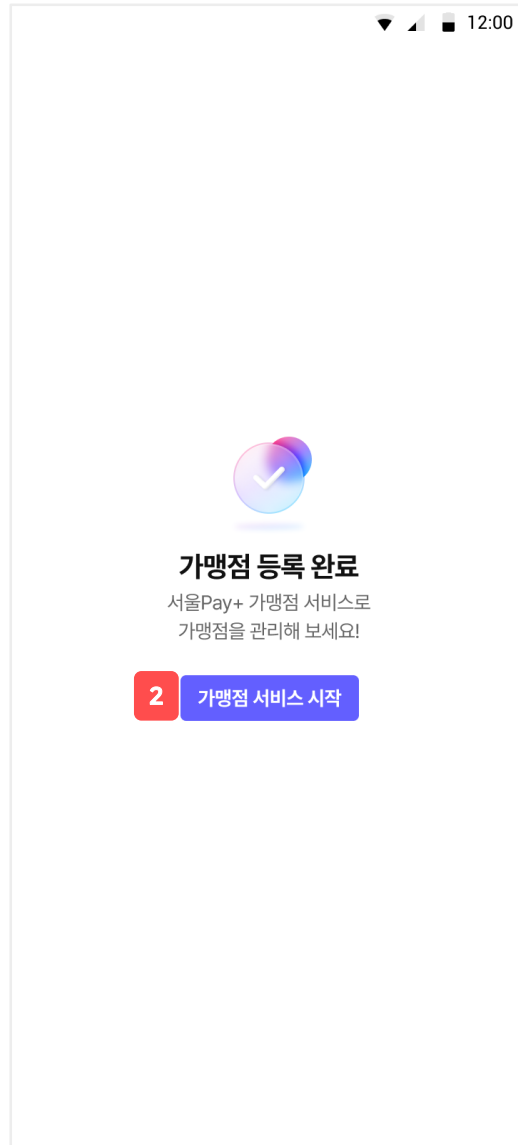 12:00
가맹점 등록 완료
서울Pay+ 가맹점 서비스로
가맹점을 관리해 보세요!
2
가맹점 서비스 시작